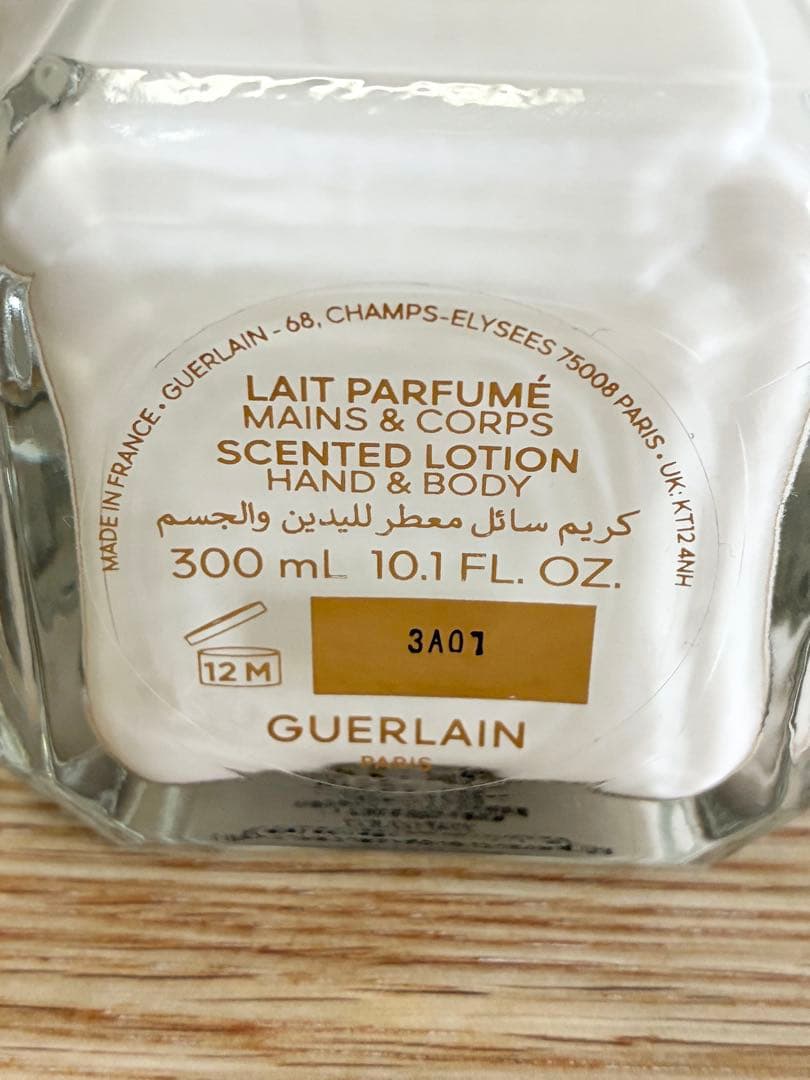 MADE IN FRANCE • GUERLAIN - 68, CHAMPS-ELYSEES 75008 PARIS • UK: KT12 4NH
LAIT PARFUMÉ
MAINS & CORPS
SCENTED LOTION
HAND & BODY
كريم سائل معطر لليدين والجسم
300 mL 10.1 FL. OZ.
12 M
3A01
GUERLAIN
PARIS